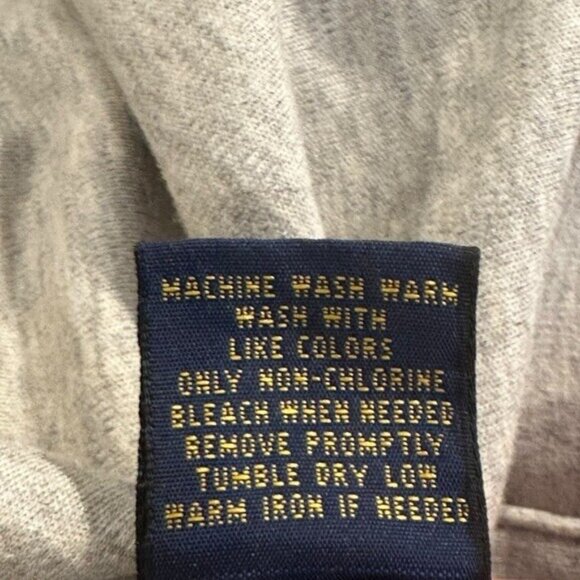 MACHINE WASH WARM
WASH WITH
LIKE COLORS
ONLY NON-CHLORINE
BLEACH WHEN NEEDED
REMOVE PROMPTLY
TUMBLE DRY LOW
WARM IRON IF NEEDED